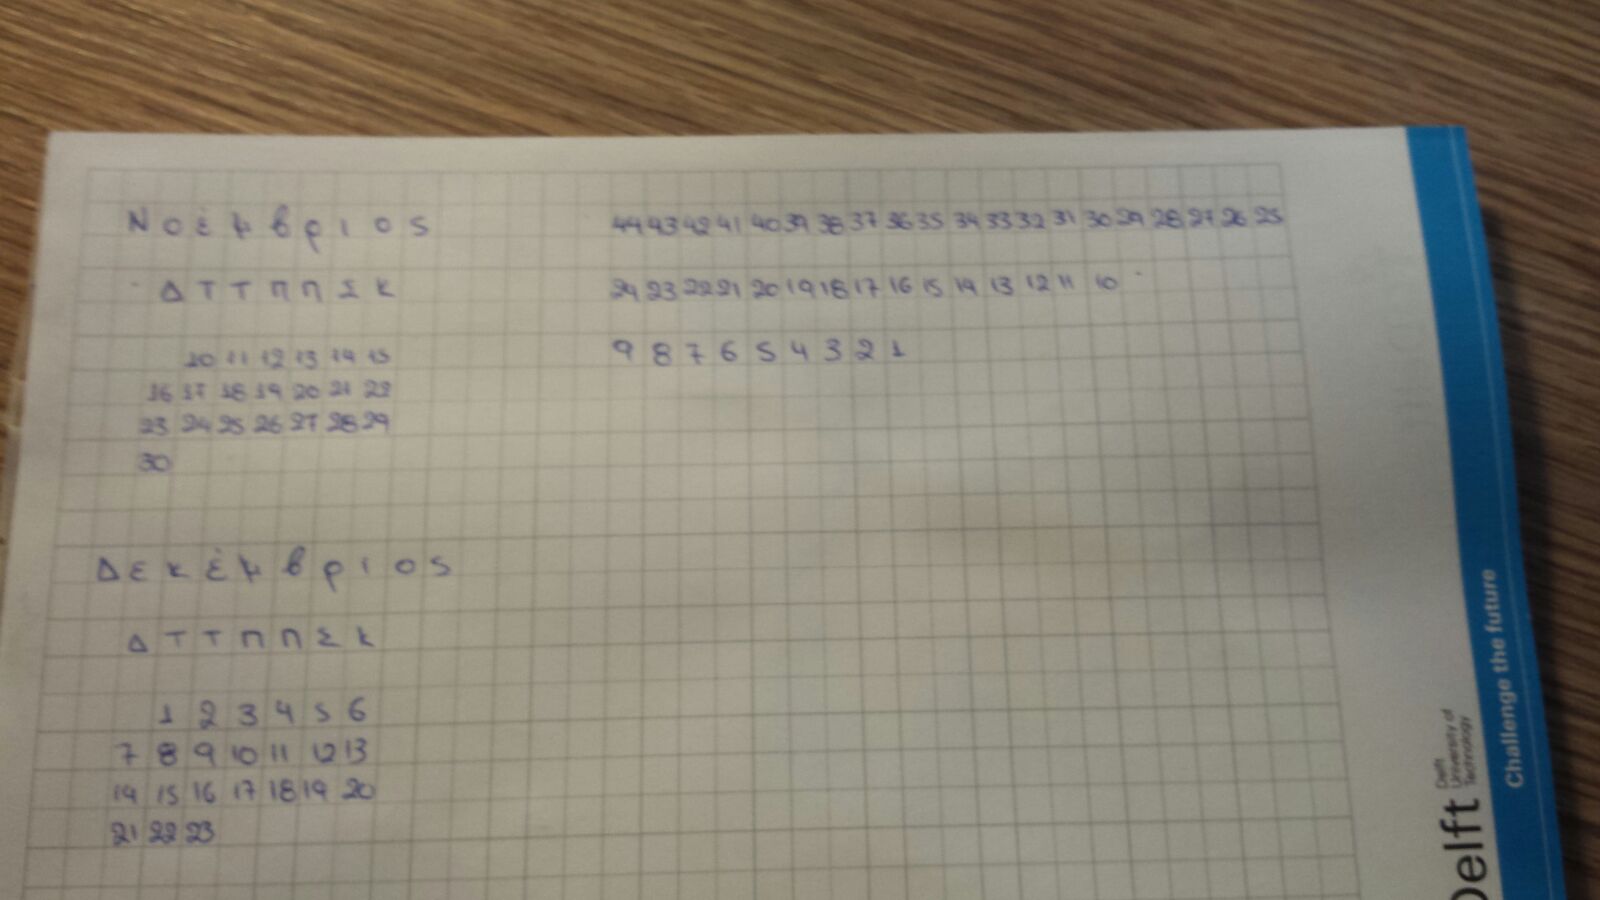 Νοέμβριος
Δ Τ Τ Π Π Σ Κ
10 11 12 13 14 15
16 17 18 19 20 21 22
23 24 25 26 27 28 29
30
Δεκέμβριος
Δ Τ Τ Π Π Σ Κ
1 2 3 4 5 6
7 8 9 10 11 12 13
14 15 16 17 18 19 20
21 22 23
44 43 42 41 40 39 38 37 36 35 34 33 32 31 30 29 28 27 26 25
24 23 22 21 20 19 18 17 16 15 14 13 12 11 10
9 8 7 6 5 4 3 2 1
Delft
Delft
University of
Technology
Challenge the future